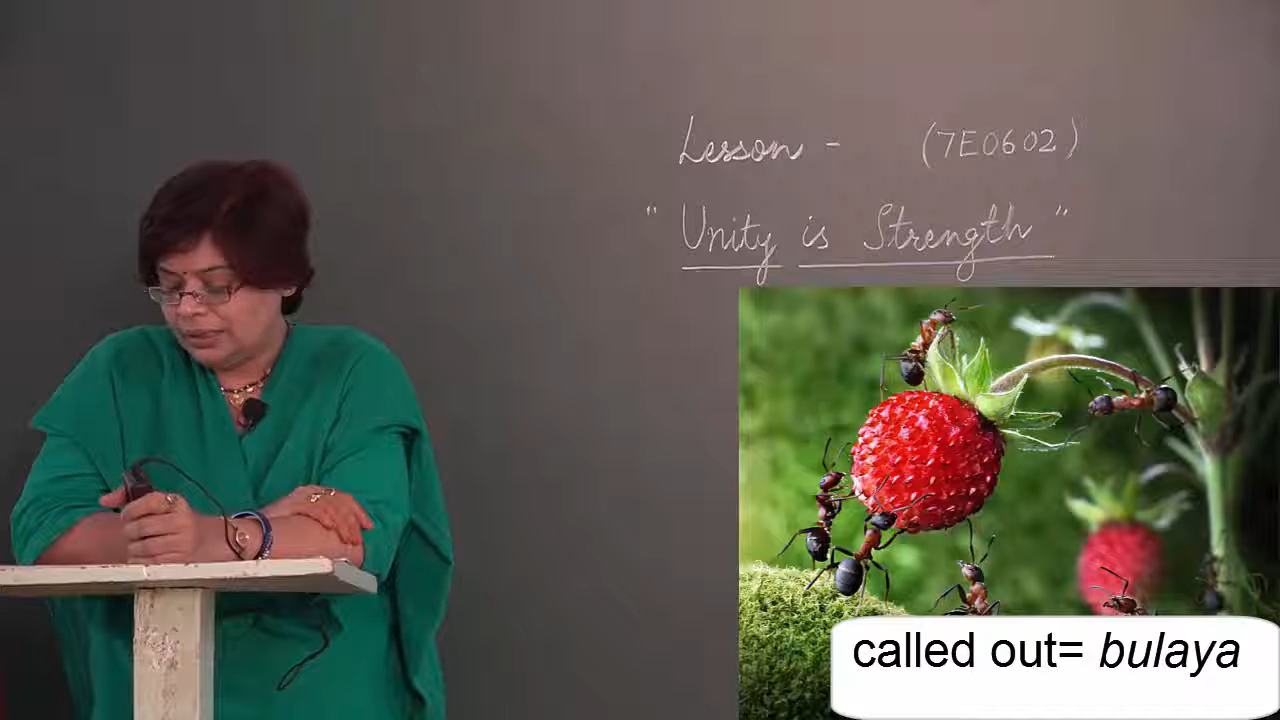 Lesson - (7E0602)
"Unity is Strength"
called out= bulaya